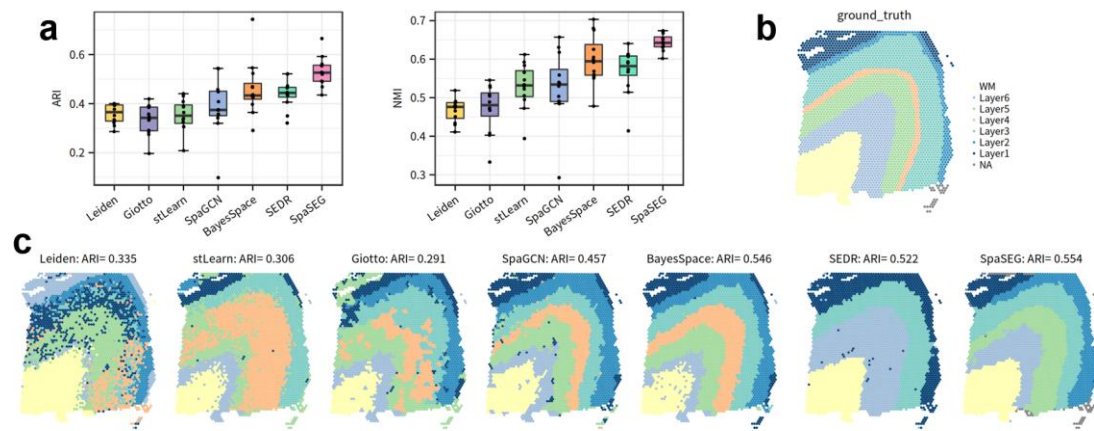 a
ARI
0.6
0.4
0.2
Leiden
Giotto
stLearn
SpaGCN
BayesSpace
SEDR
SpaSEG
NMI
0.7
0.6
0.5
0.4
0.3
Leiden
Giotto
stLearn
SpaGCN
BayesSpace
SEDR
SpaSEG
b
ground_truth
WM
Layer6
Layer5
Layer4
Layer3
Layer2
Layer1
NA
c
Leiden: ARI= 0.335
stLearn: ARI= 0.306
Giotto: ARI= 0.291
SpaGCN: ARI= 0.457
BayesSpace: ARI= 0.546
SEDR: ARI= 0.522
SpaSEG: ARI= 0.554